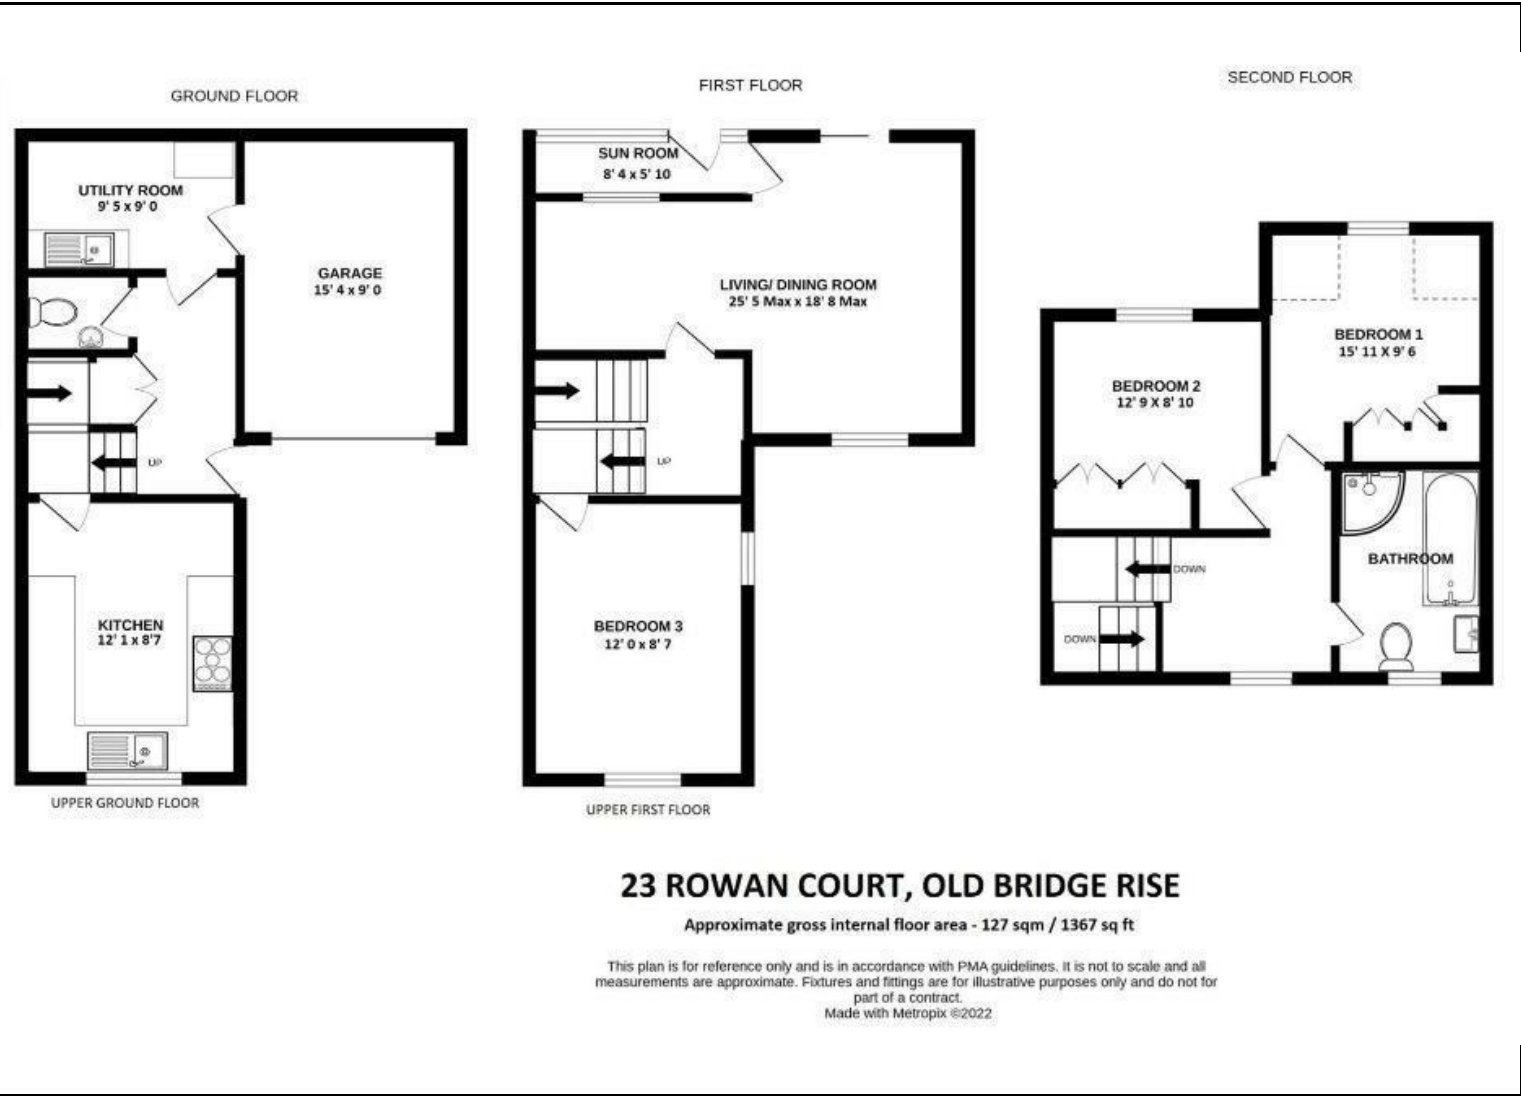 GROUND FLOOR
UTILITY ROOM
9' 5 x 9' 0
GARAGE
15' 4 x 9' 0
UP
KITCHEN
12' 1 x 8'7
UPPER GROUND FLOOR
FIRST FLOOR
SUN ROOM
8' 4 x 5' 10
LIVING/ DINING ROOM
25' 5 Max x 18' 8 Max
UP
BEDROOM 3
12' 0 x 8' 7
UPPER FIRST FLOOR
SECOND FLOOR
BEDROOM 1
15' 11 X 9' 6
BEDROOM 2
12' 9 X 8' 10
BATHROOM
DOWN
DOWN
23 ROWAN COURT, OLD BRIDGE RISE
Approximate gross internal floor area - 127 sqm / 1367 sq ft
This plan is for reference only and is in accordance with PMA guidelines. It is not to scale and all
measurements are approximate. Fixtures and fittings are for illustrative purposes only and do not for
part of a contract.
Made with Metropix ©2022